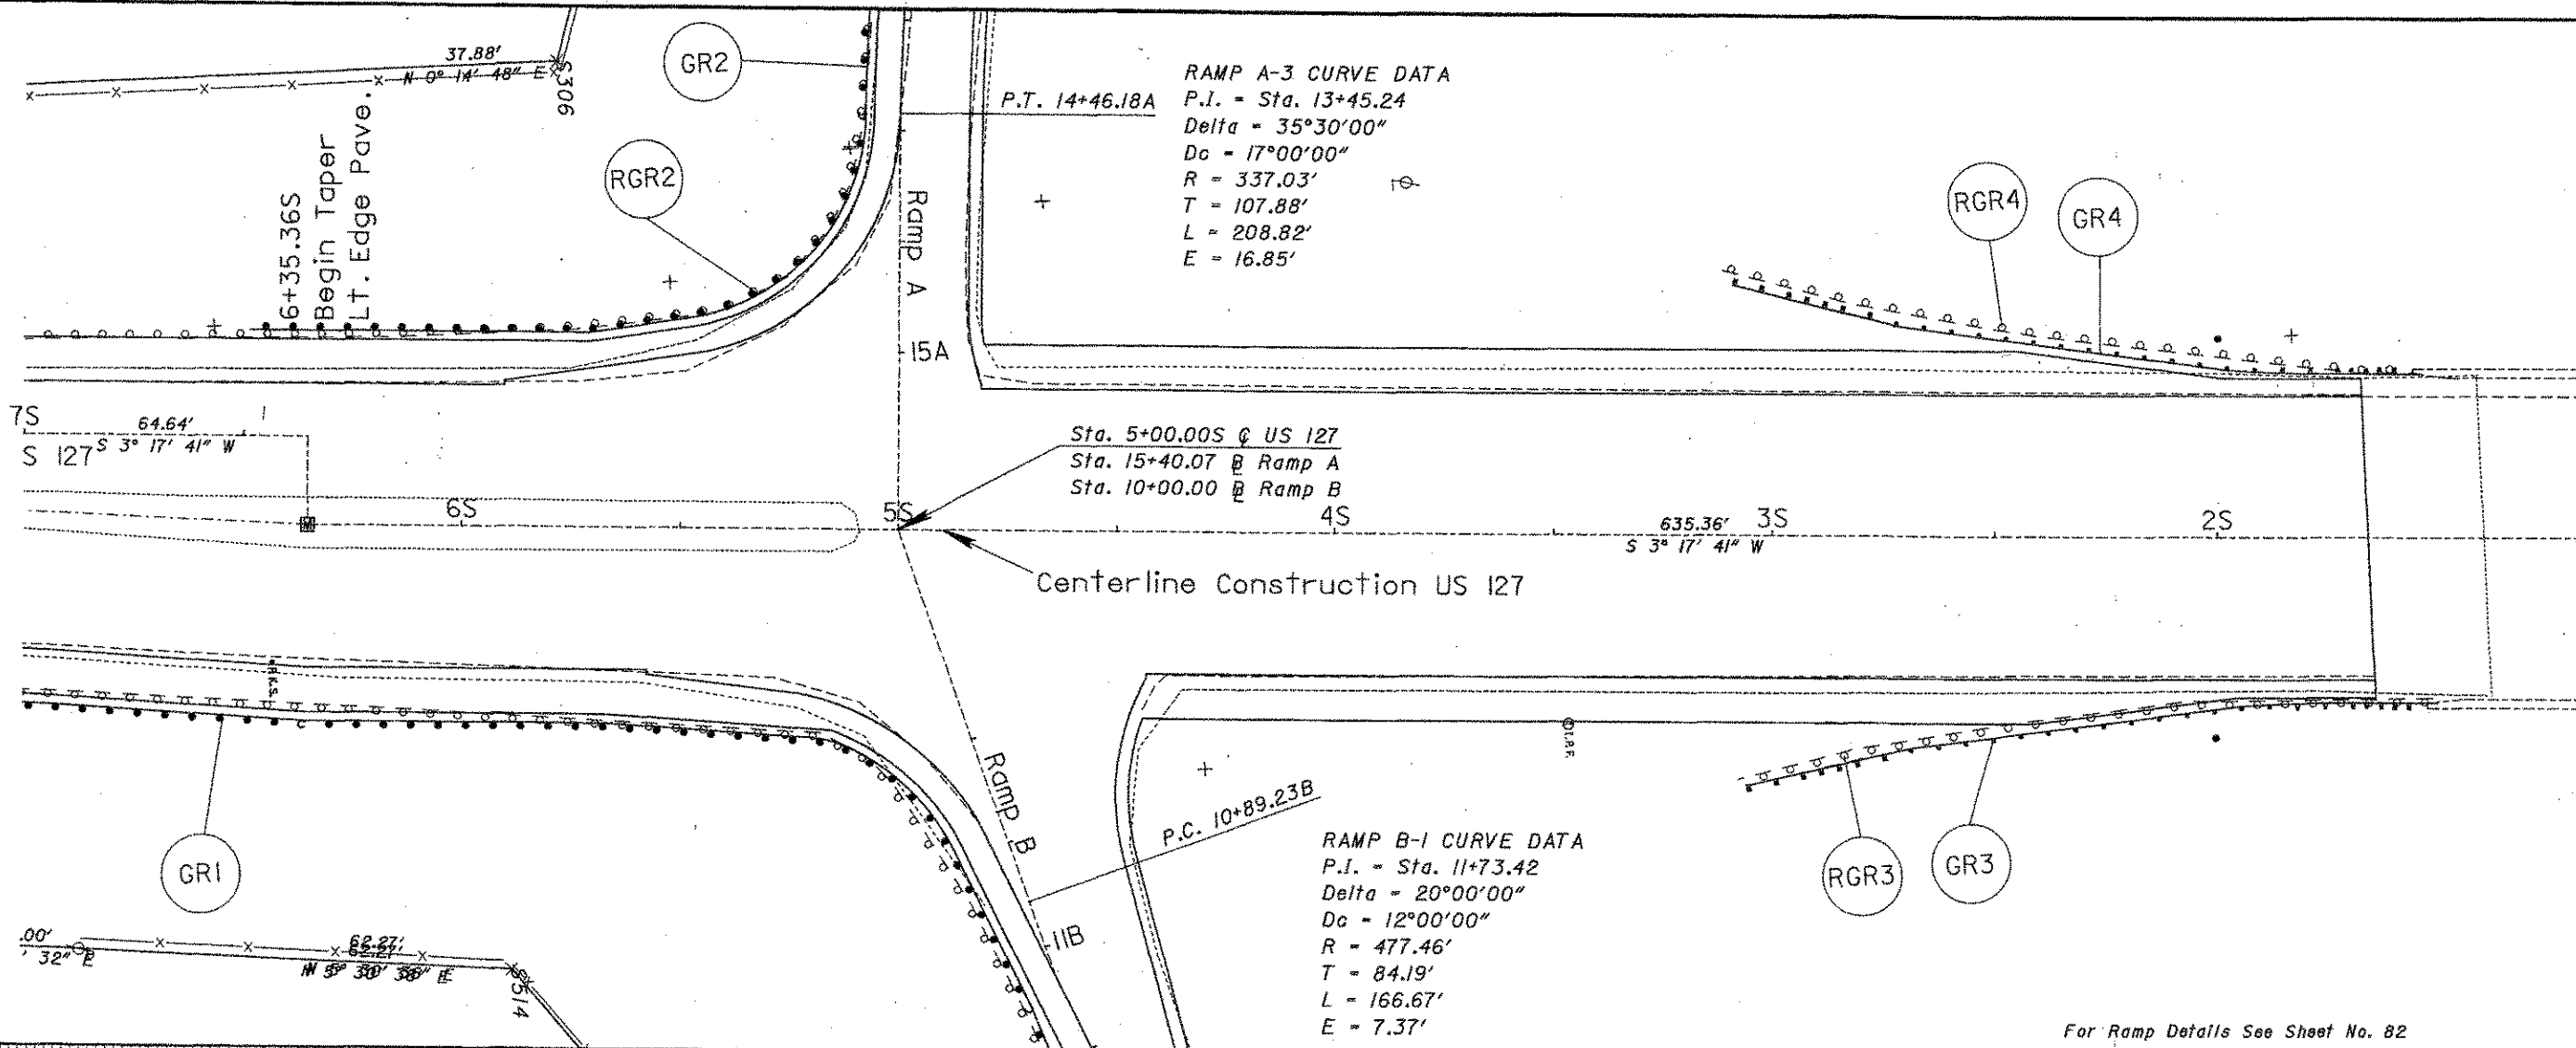 37.88'
N 0° 14' 48" E
S306
GR2
RGR2
6+35.36S
Begin Taper
Lt. Edge Pave.
P.T. 14+46.18A
RAMP A-3 CURVE DATA
P.I. = Sta. 13+45.24
Delta = 35°30'00"
Dc = 17°00'00"
R = 337.03'
T = 107.88'
L = 208.82'
E = 16.85'
RGR4
GR4
Ramp A
15A
7S
64.64'
S 127
S 3° 17' 41" W
Sta. 5+00.00S ℄ US 127
Sta. 15+40.07 B Ramp A
Sta. 10+00.00 B Ramp B
6S
5S
4S
635.36'
3S
2S
S 3° 17' 41" W
Centerline Construction US 127
R.K.S.
I.P.F.
Ramp B
P.C. 10+89.23B
11B
GR1
RAMP B-1 CURVE DATA
P.I. = Sta. 11+73.42
Delta = 20°00'00"
Dc = 12°00'00"
R = 477.46'
T = 84.19'
L = 166.67'
E = 7.37'
RGR3
GR3
.00'
' 32" E
62.27'
S514
For Ramp Details See Sheet No. 82